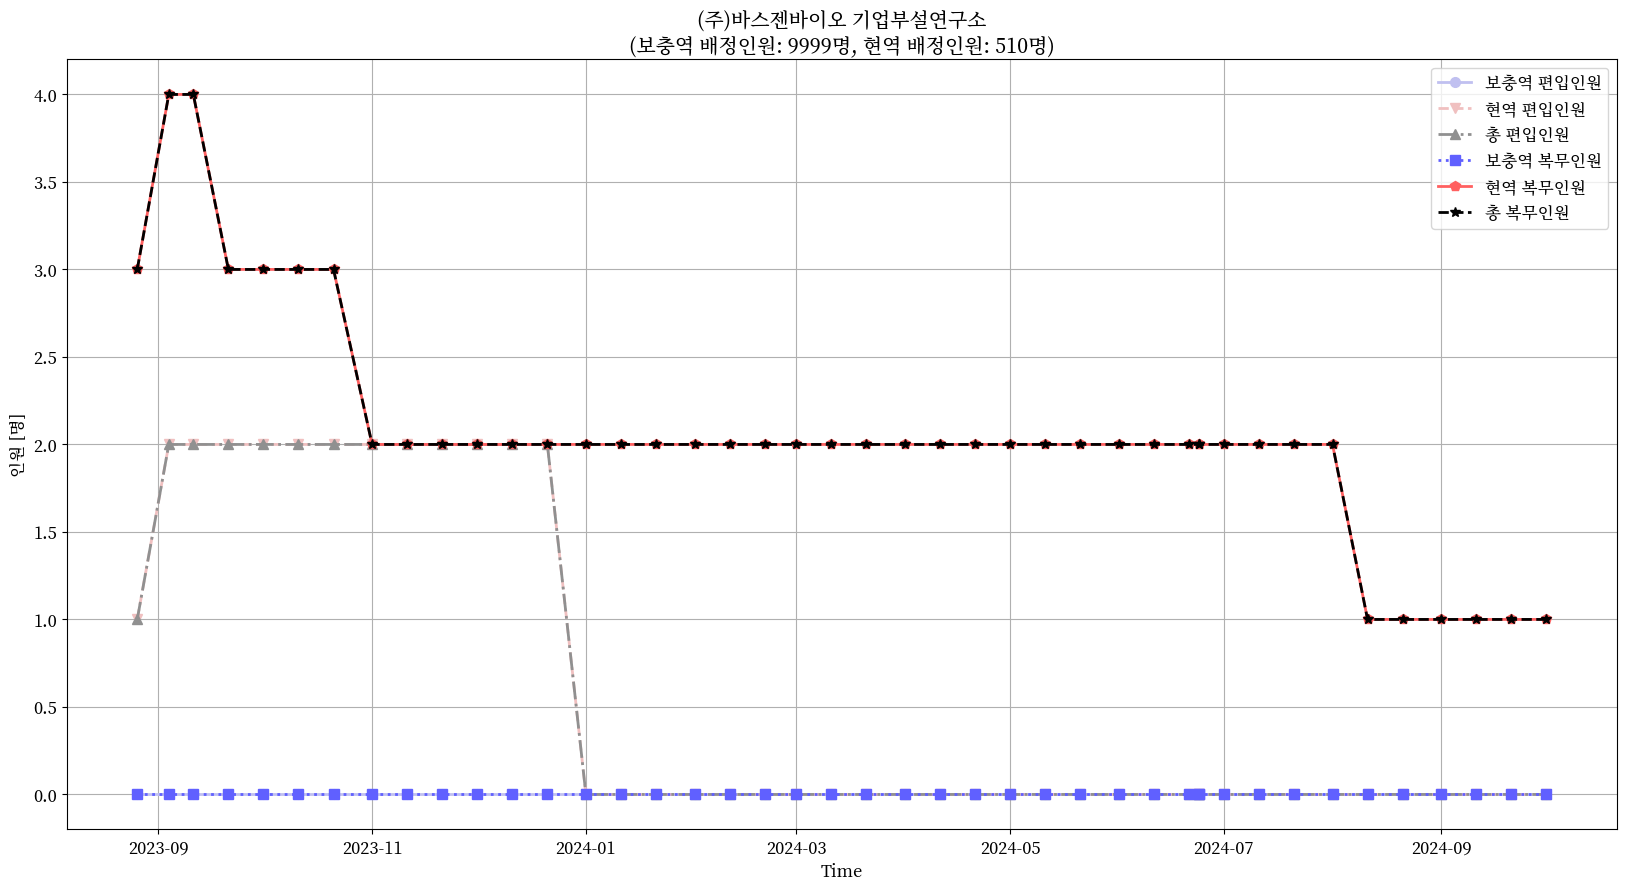 (주)바스젠바이오 기업부설연구소
(보충역 배정인원: 9999명, 현역 배정인원: 510명)
보충역 편입인원
현역 편입인원
총 편입인원
보충역 복무인원
현역 복무인원
총 복무인원
인원 [명]
4.0
3.5
3.0
2.5
2.0
1.5
1.0
0.5
0.0
2023-09 2023-11 2024-01 2024-03 2024-05 2024-07 2024-09
Time